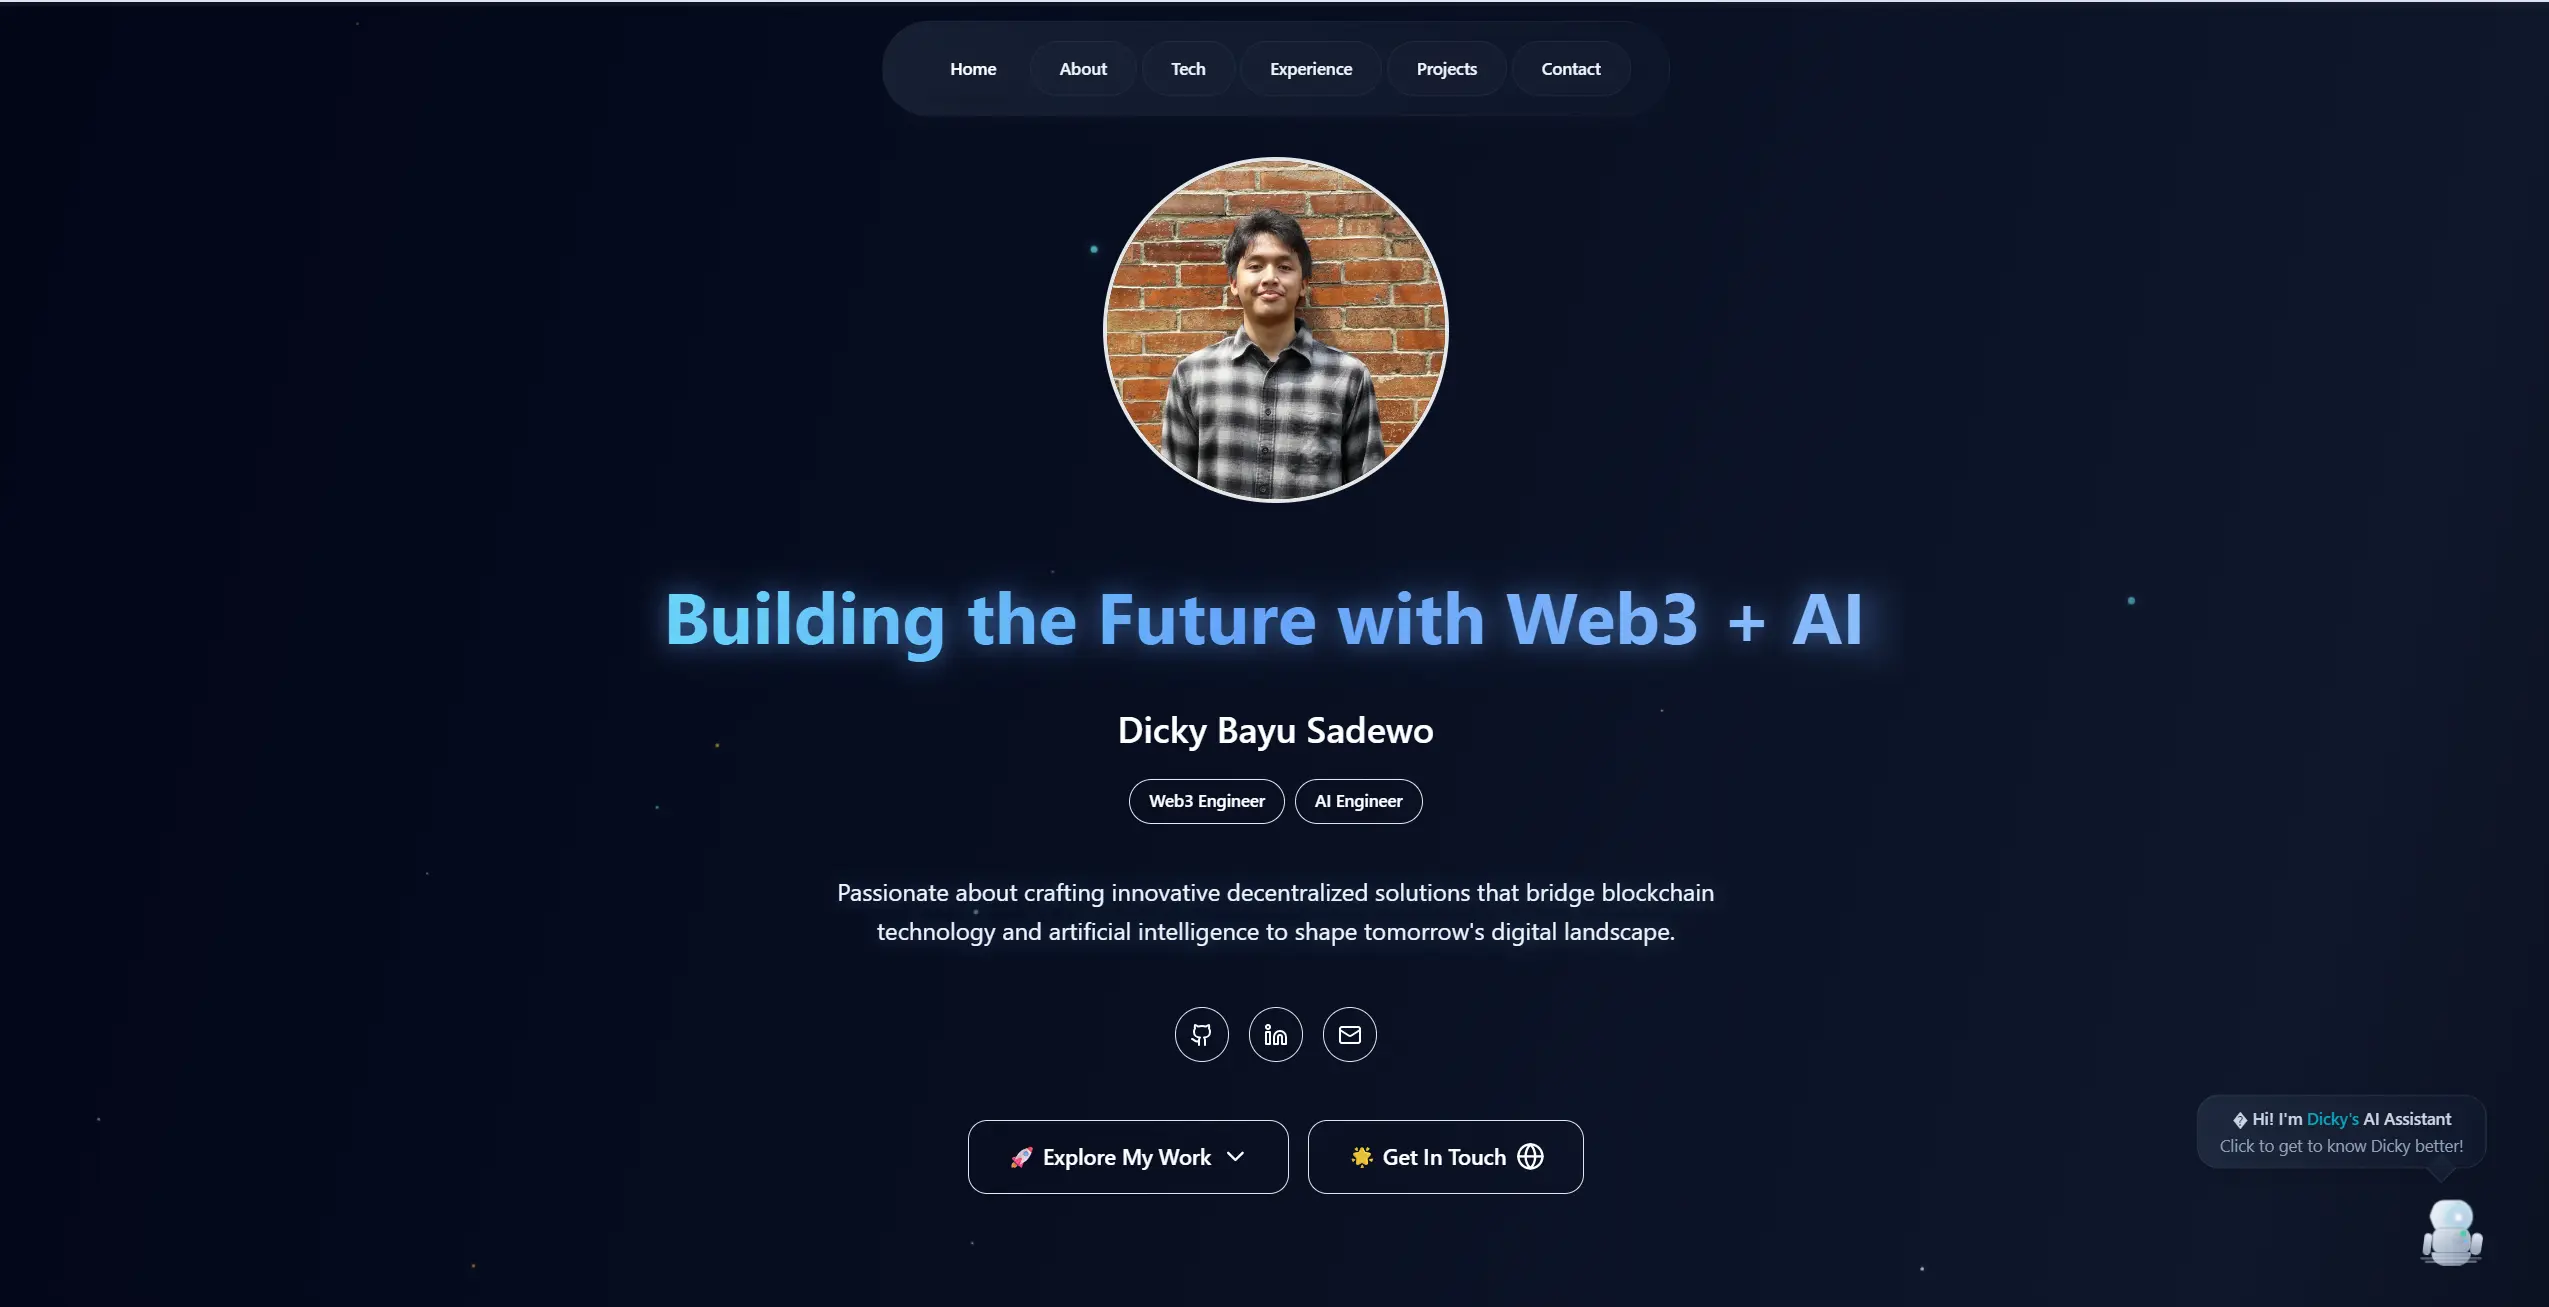 Home About Tech Experience Projects Contact
Building the Future with Web3 + AI
Dicky Bayu Sadewo
Web3 Engineer AI Engineer
Passionate about crafting innovative decentralized solutions that bridge blockchain
technology and artificial intelligence to shape tomorrow's digital landscape.
🚀 Explore My Work
🌟 Get In Touch
� Hi! I'm Dicky's AI Assistant
Click to get to know Dicky better!